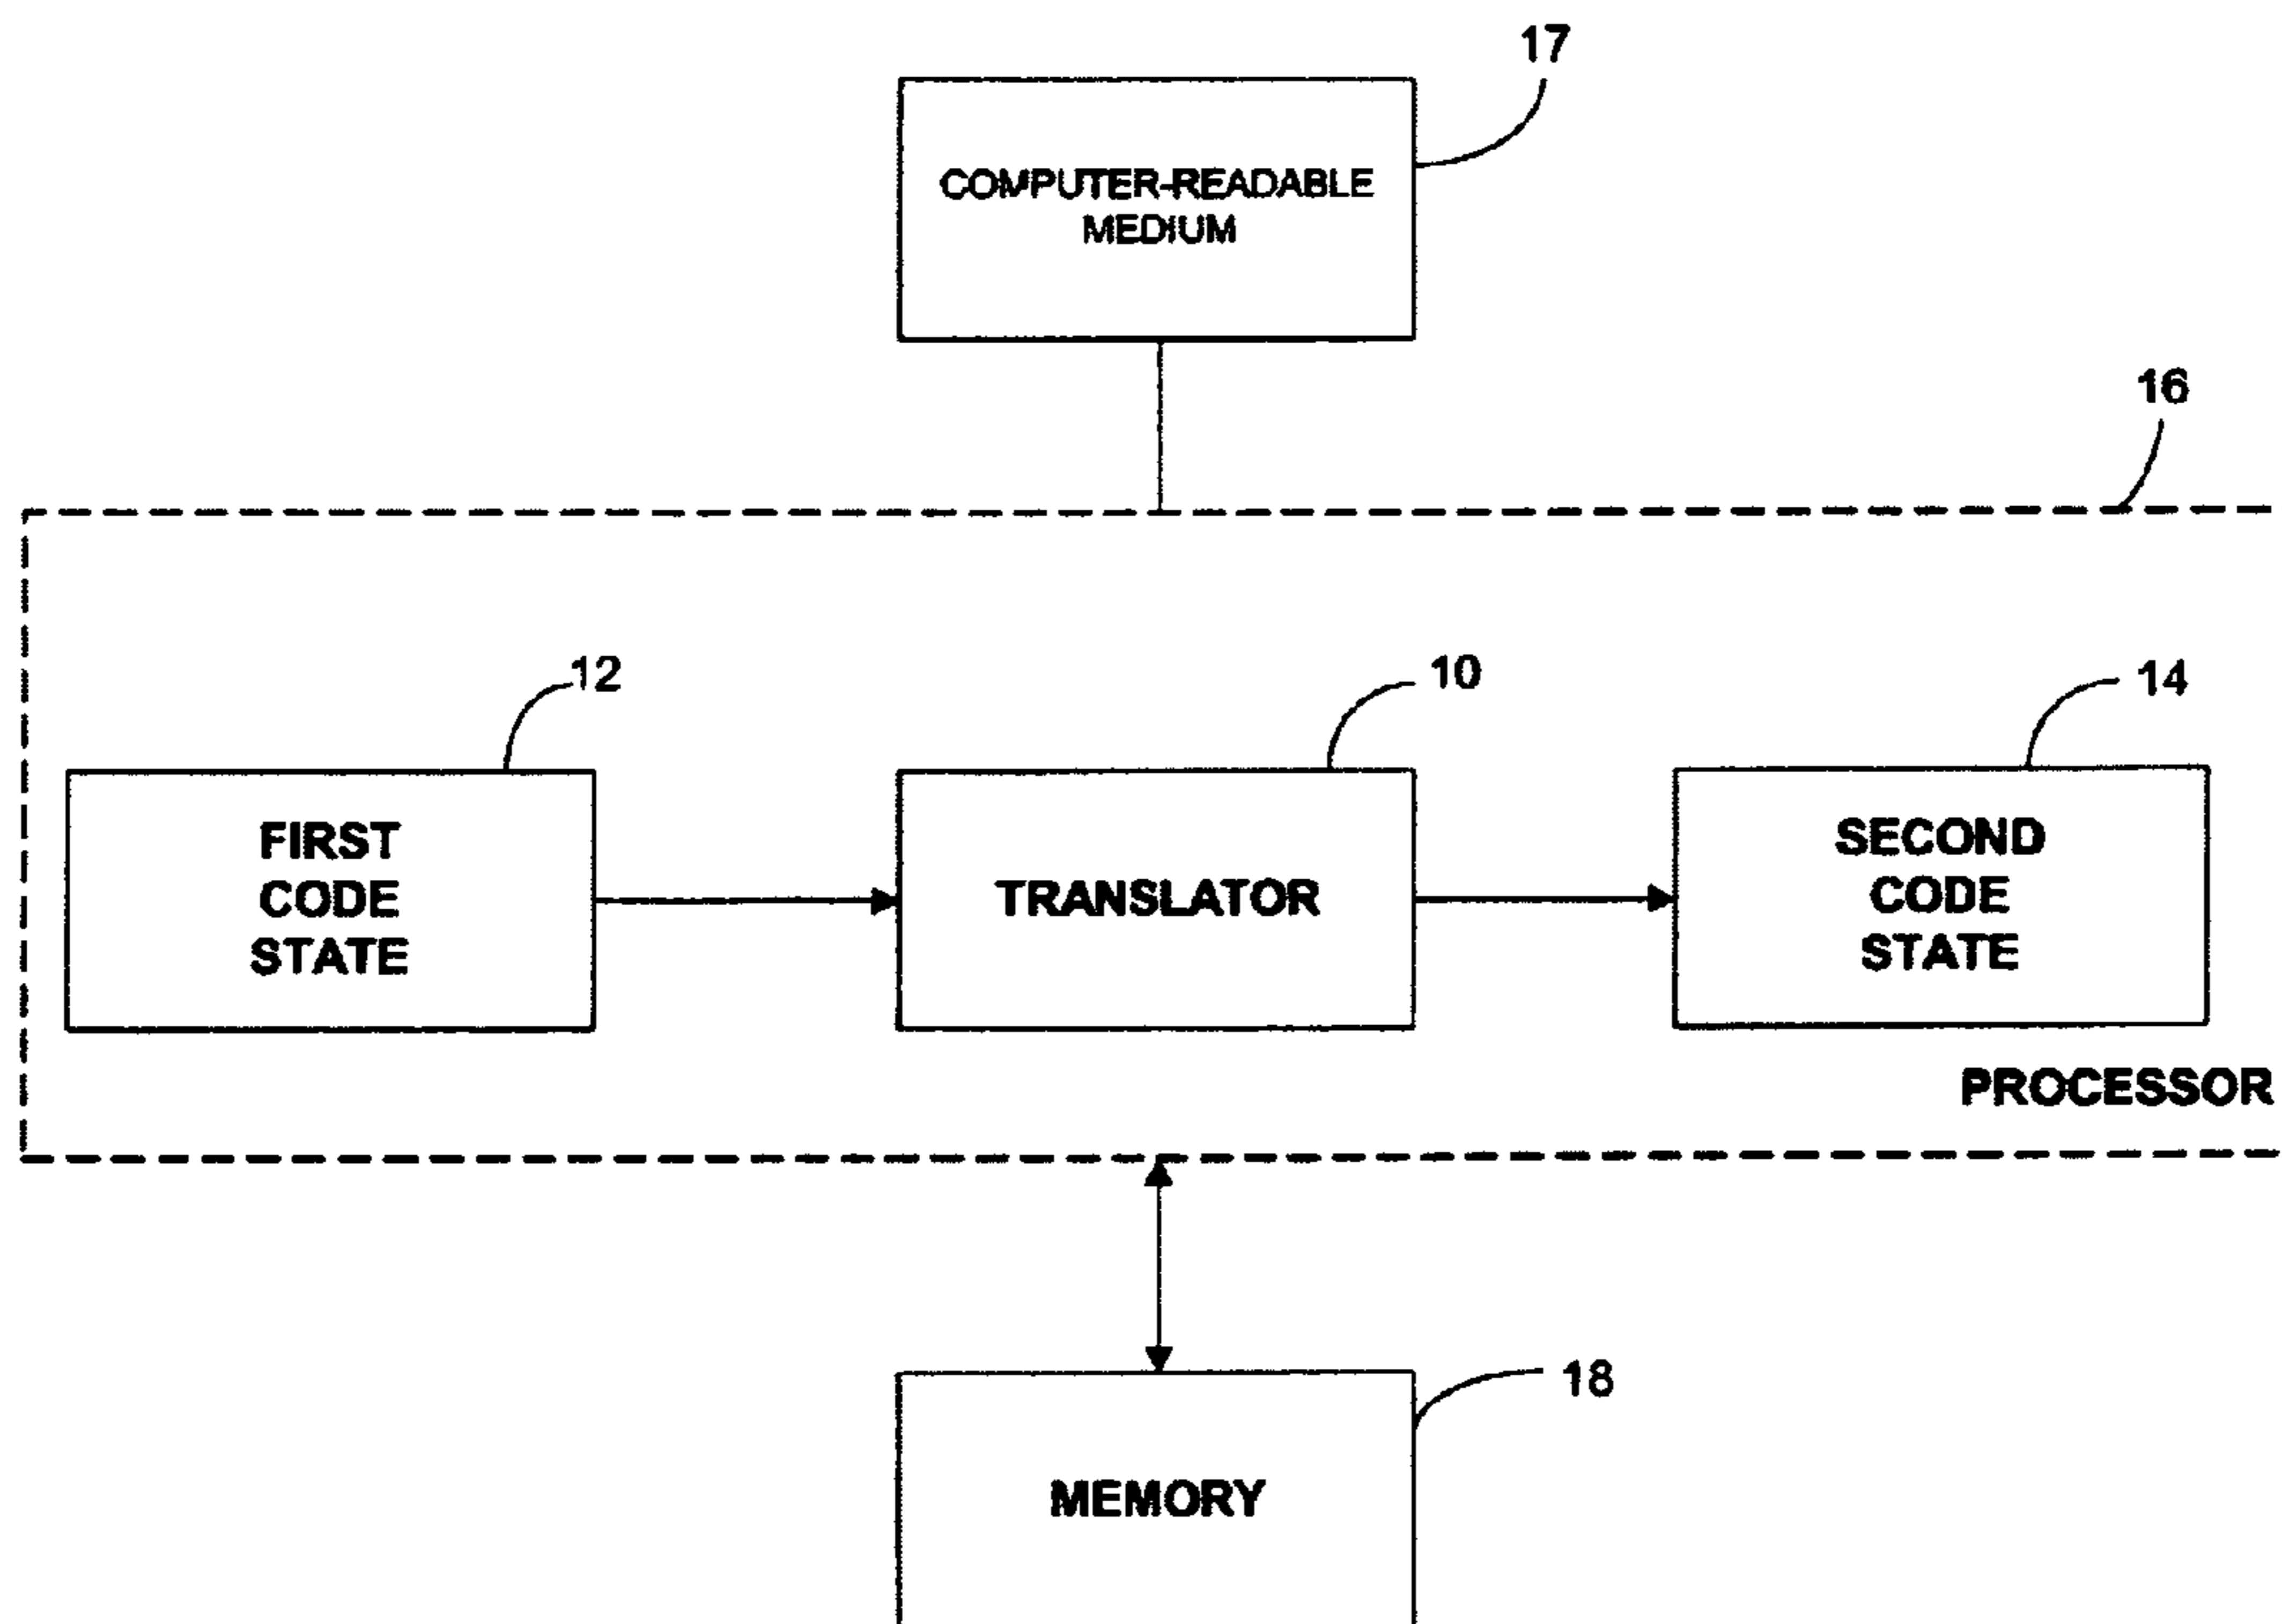 17
COMPUTER-READABLE
MEDIUM
16
12
10
14
FIRST
CODE
STATE
TRANSLATOR
SECOND
CODE
STATE
PROCESSOR
18
MEMORY